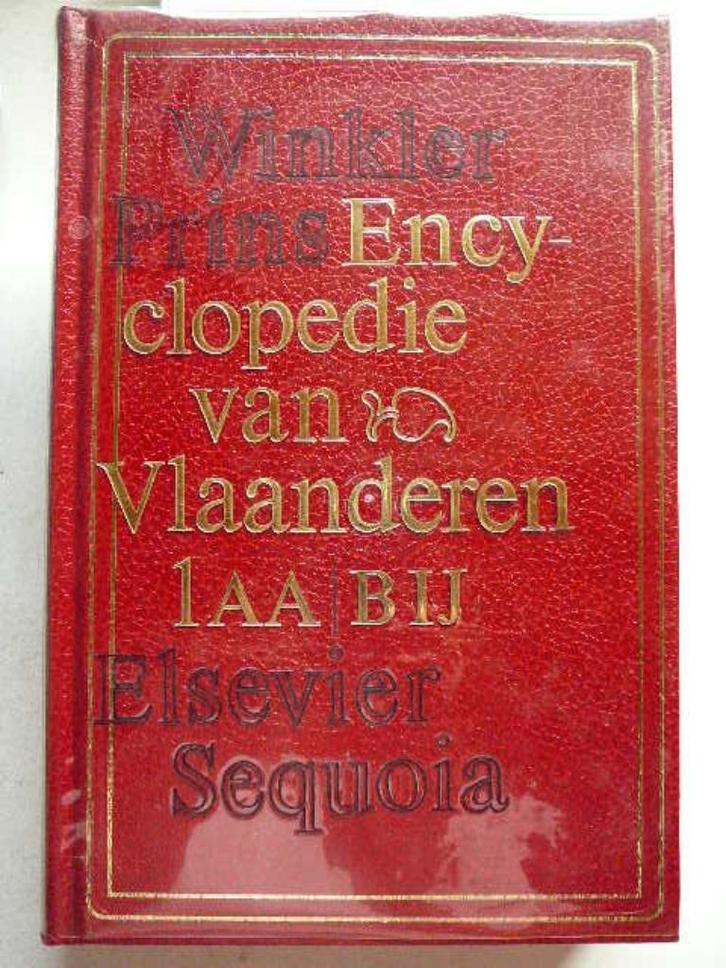 Winkler
Prins Ency-
clopedie
van
Vlaanderen
1AA|BIJ
Elsevier
Sequoia